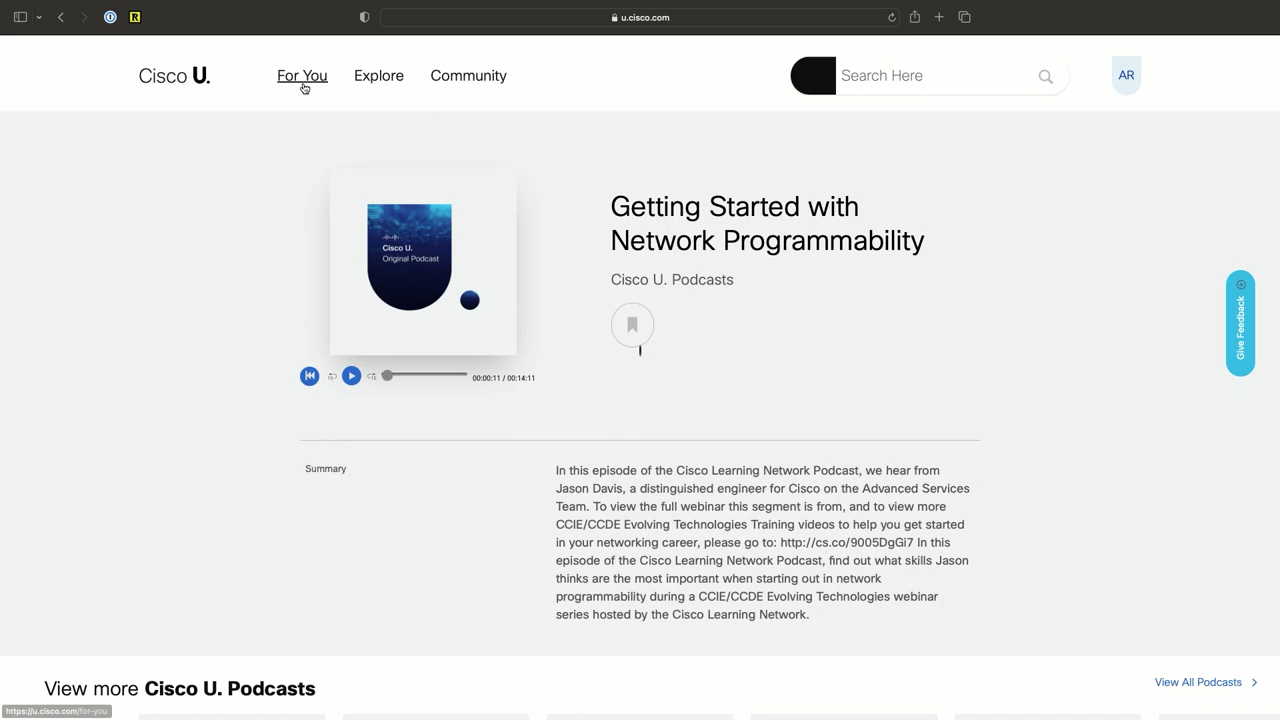 u.cisco.com
Cisco U.
For You
Explore
Community
Search Here
AR
Cisco U.
Original Podcast
Getting Started with
Network Programmability
Cisco U. Podcasts
00:00:11 / 00:14:11
Give Feedback
Summary
In this episode of the Cisco Learning Network Podcast, we hear from
Jason Davis, a distinguished engineer for Cisco on the Advanced Services
Team. To view the full webinar this segment is from, and to view more
CCIE/CCDE Evolving Technologies Training videos to help you get started
in your networking career, please go to: http://cs.co/9005DgGi7 In this
episode of the Cisco Learning Network Podcast, find out what skills Jason
thinks are the most important when starting out in network
programmability during a CCIE/CCDE Evolving Technologies webinar
series hosted by the Cisco Learning Network.
View more Cisco U. Podcasts
View All Podcasts
https://u.cisco.com/for-you